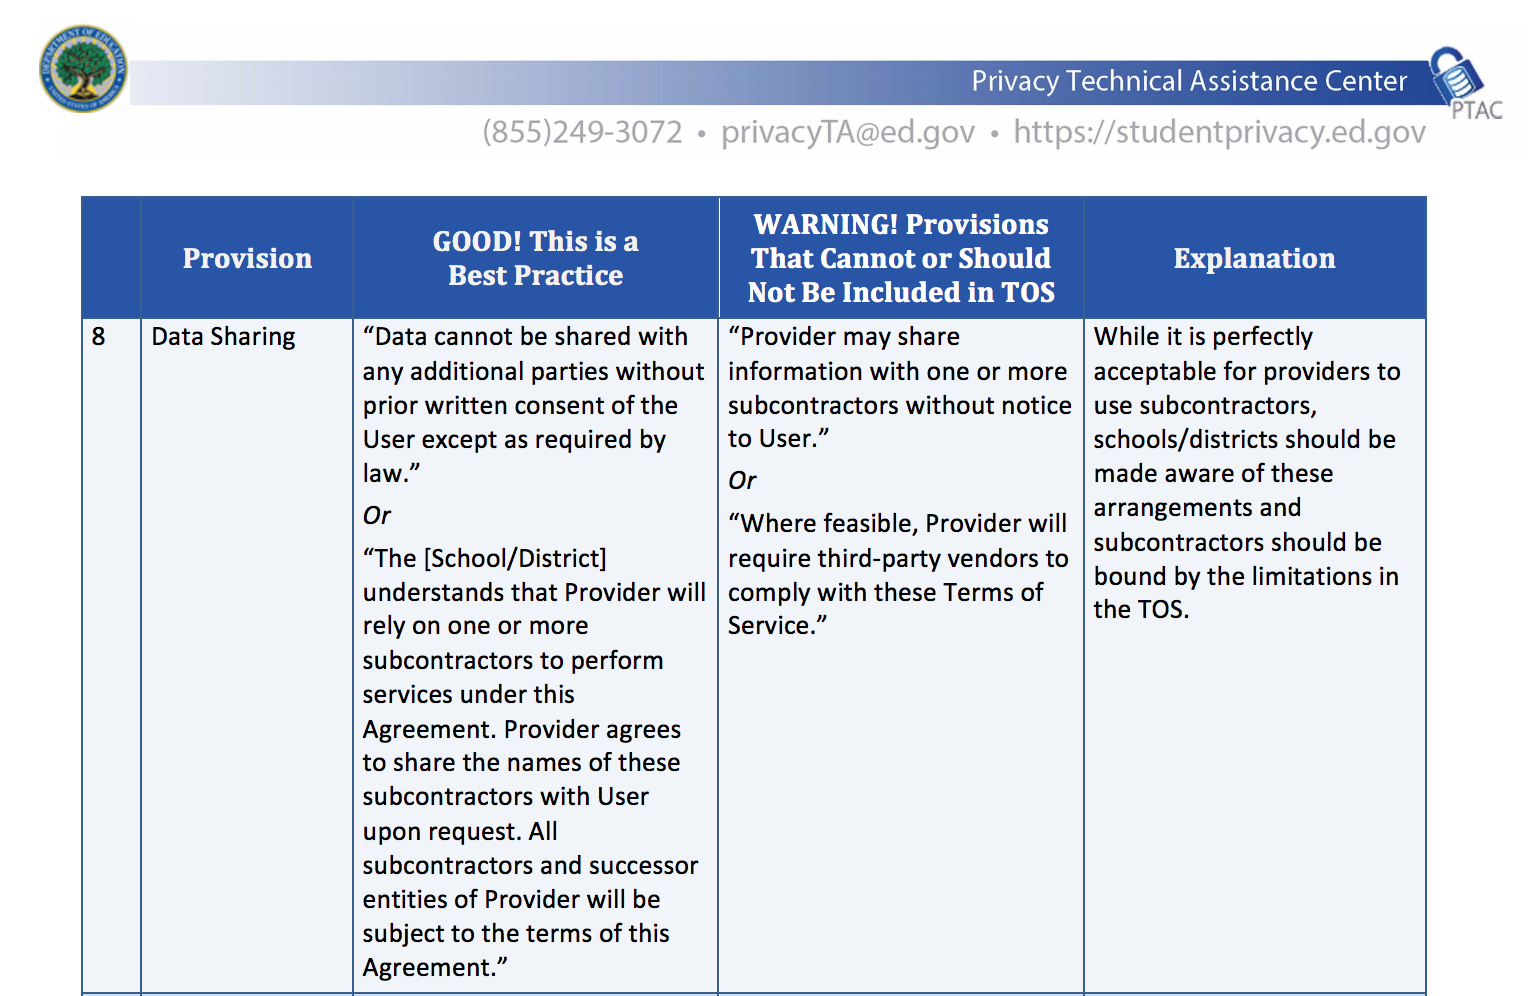 DEPARTMENT OF EDUCATION
UNITED STATES OF AMERICA
Privacy Technical Assistance Center
PTAC
(855)249-3072 • privacyTA@ed.gov • https://studentprivacy.ed.gov
Provision
GOOD! This is a
Best Practice
WARNING! Provisions
That Cannot or Should
Not Be Included in TOS
Explanation
8
Data Sharing
“Data cannot be shared with
any additional parties without
prior written consent of the
User except as required by
law.”
Or
“The [School/District]
understands that Provider will
rely on one or more
subcontractors to perform
services under this
Agreement. Provider agrees
to share the names of these
subcontractors with User
upon request. All
subcontractors and successor
entities of Provider will be
subject to the terms of this
Agreement.”
“Provider may share
information with one or more
subcontractors without notice
to User.”
Or
“Where feasible, Provider will
require third-party vendors to
comply with these Terms of
Service.”
While it is perfectly
acceptable for providers to
use subcontractors,
schools/districts should be
made aware of these
arrangements and
subcontractors should be
bound by the limitations in
the TOS.